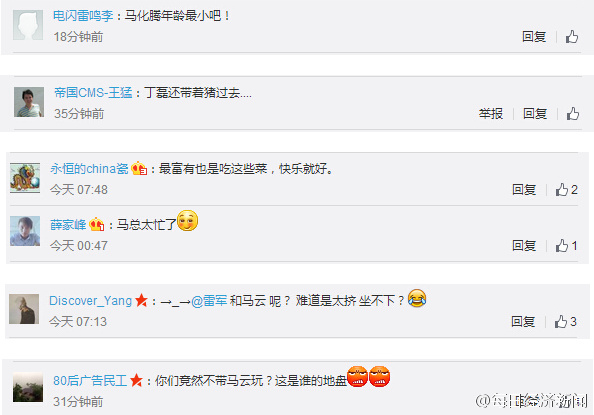 电闪雷鸣李：马化腾年龄最小吧！
18分钟前 回复
帝国CMS-王猛：丁磊还带着猪过去....
35分钟前 举报 回复
永恒的china瓷：最富有也是吃这些菜，快乐就好。
今天 07:48 回复 2
薛家峰：马总太忙了
今天 00:47 回复 1
Discover_Yang：→_→@雷军 和马云 呢？ 难道是太挤 坐不下？
今天 07:13 回复 3
80后广告民工：你们竟然不带马云玩？这是谁的地盘
31分钟前
@每日经济新闻